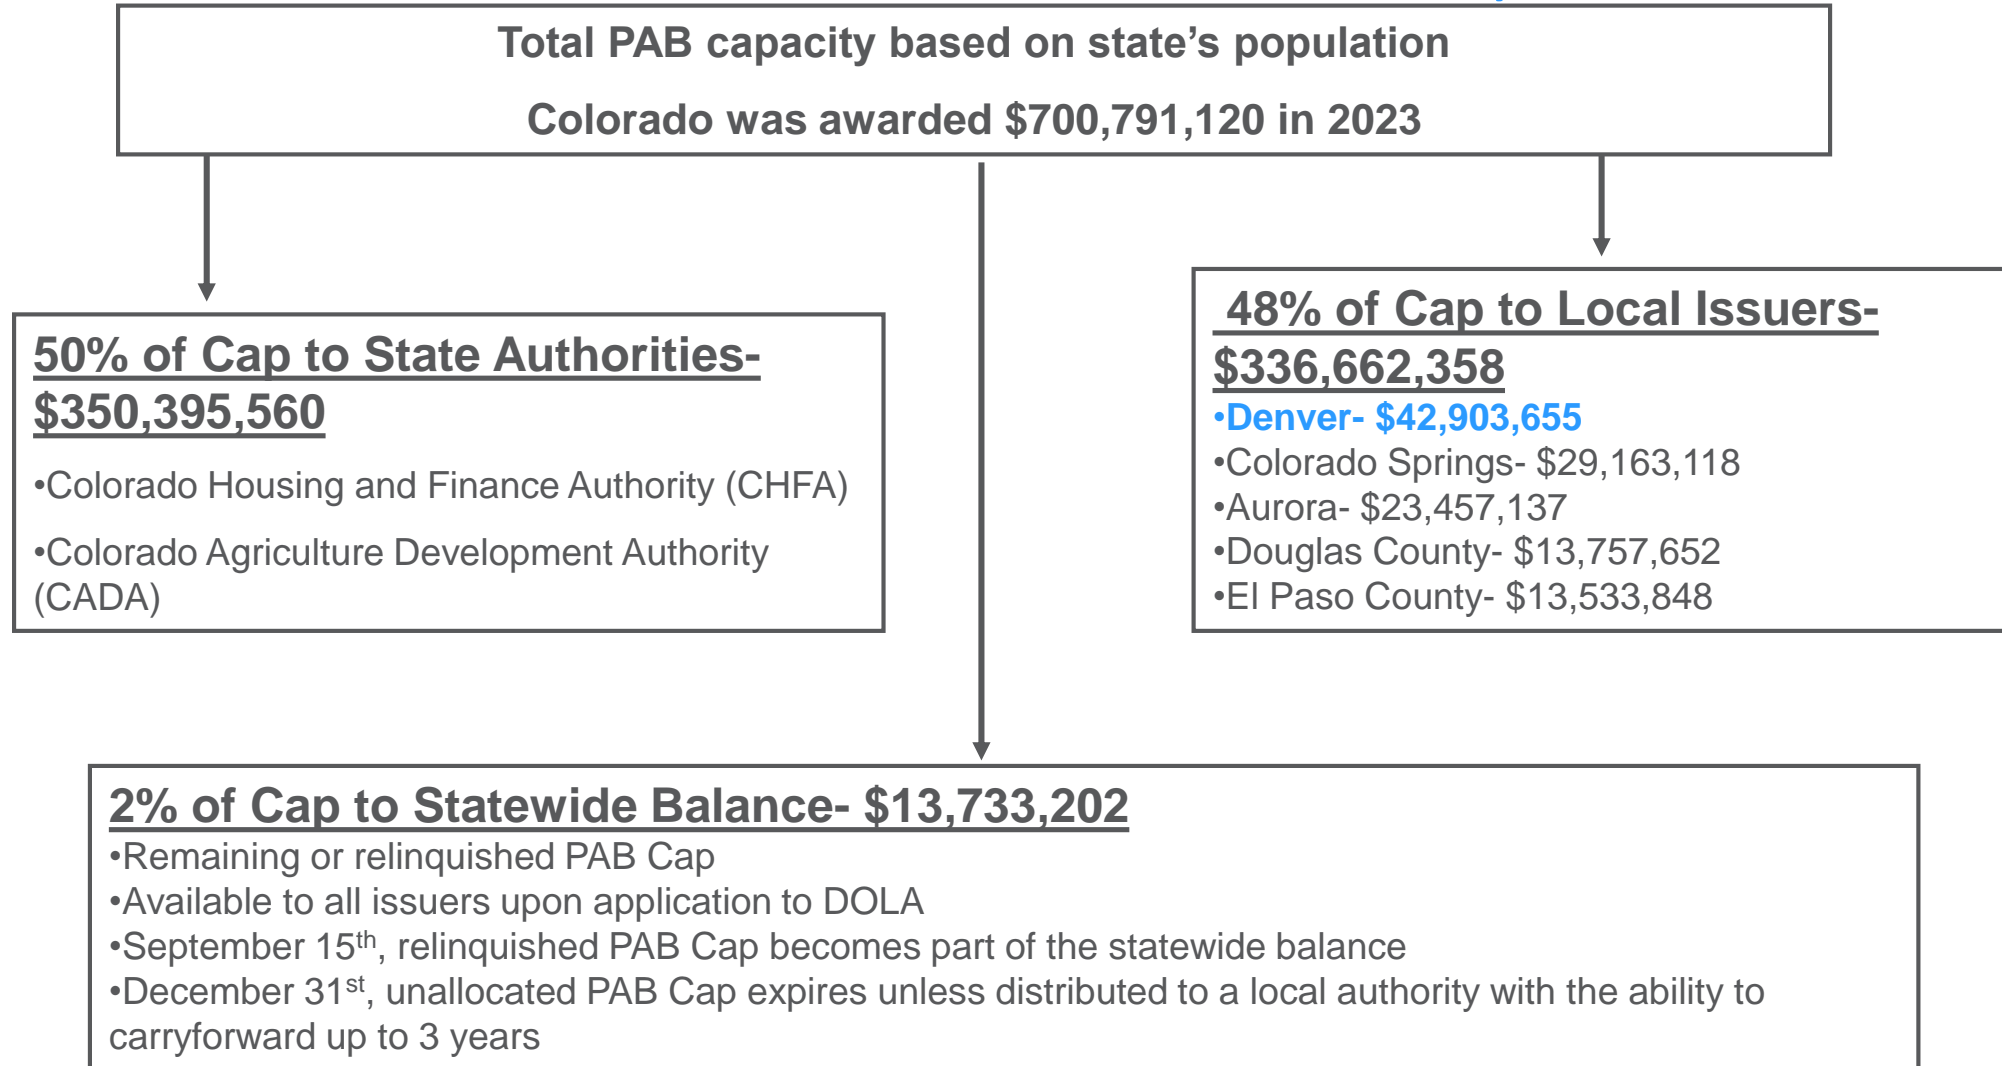 Total PAB capacity based on state’s population
Colorado was awarded $700,791,120 in 2023
50% of Cap to State Authorities-
$350,395,560
•Colorado Housing and Finance Authority (CHFA)
•Colorado Agriculture Development Authority
(CADA)
48% of Cap to Local Issuers-
$336,662,358
•Denver- $42,903,655
•Colorado Springs- $29,163,118
•Aurora- $23,457,137
•Douglas County- $13,757,652
•El Paso County- $13,533,848
2% of Cap to Statewide Balance- $13,733,202
•Remaining or relinquished PAB Cap
•Available to all issuers upon application to DOLA
•September 15th, relinquished PAB Cap becomes part of the statewide balance
•December 31st, unallocated PAB Cap expires unless distributed to a local authority with the ability to
carryforward up to 3 years